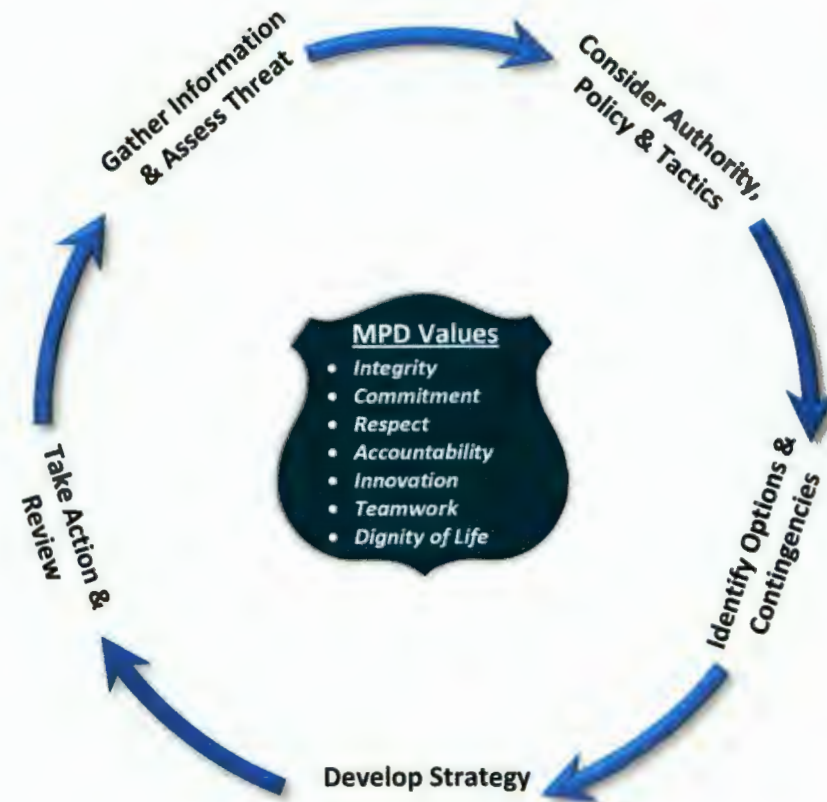 Gather Information
& Assess Threat
Consider Authority,
Policy & Tactics
Identify Options &
Contingencies
Develop Strategy
Take Action &
Review
MPD Values
• Integrity
• Commitment
• Respect
• Accountability
• Innovation
• Teamwork
• Dignity of Life